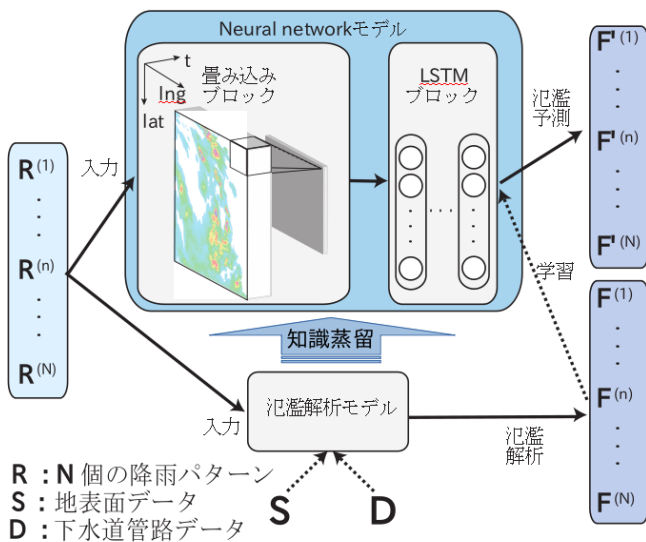 Neural networkモデル
t
lng
lat
畳み込み
ブロック
LSTM
ブロック
R(1)
R(n)
R(N)
入力
入力
氾濫
予測
F'(1)
F'(n)
F'(N)
学習
F(1)
F(n)
F(N)
知識蒸留
氾濫解析モデル
氾濫
解析
S
D
R:N個の降雨パターン
S:地表面データ
D:下水道管路データ